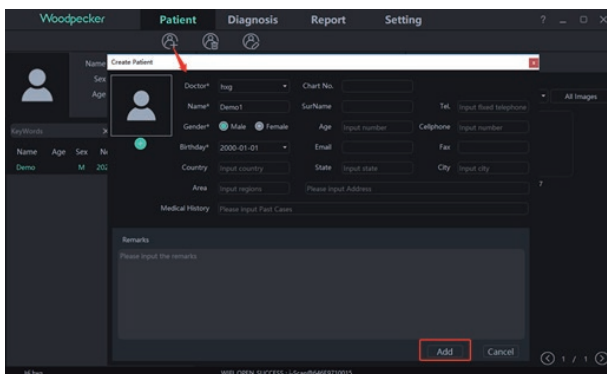 Woodpecker Patient Diagnosis Report Setting
Name
Sex
Age
Create Patient
Doctor* hxg Chart No.
Name* Demo1 SurName Tel. Input fixed telephone
Gender* Male Female Age Input number Cellphone Input number
Birthday* 2000-01-01 Email Fax
Country Input country State Input state City Input city
Area Input regions Please input Address
Medical History Please Input Past Cases
Remarks
Please input the remarks
Add Cancel
All Images
KeyWords
Name Age Sex
Demo M 202
7
1 / 1